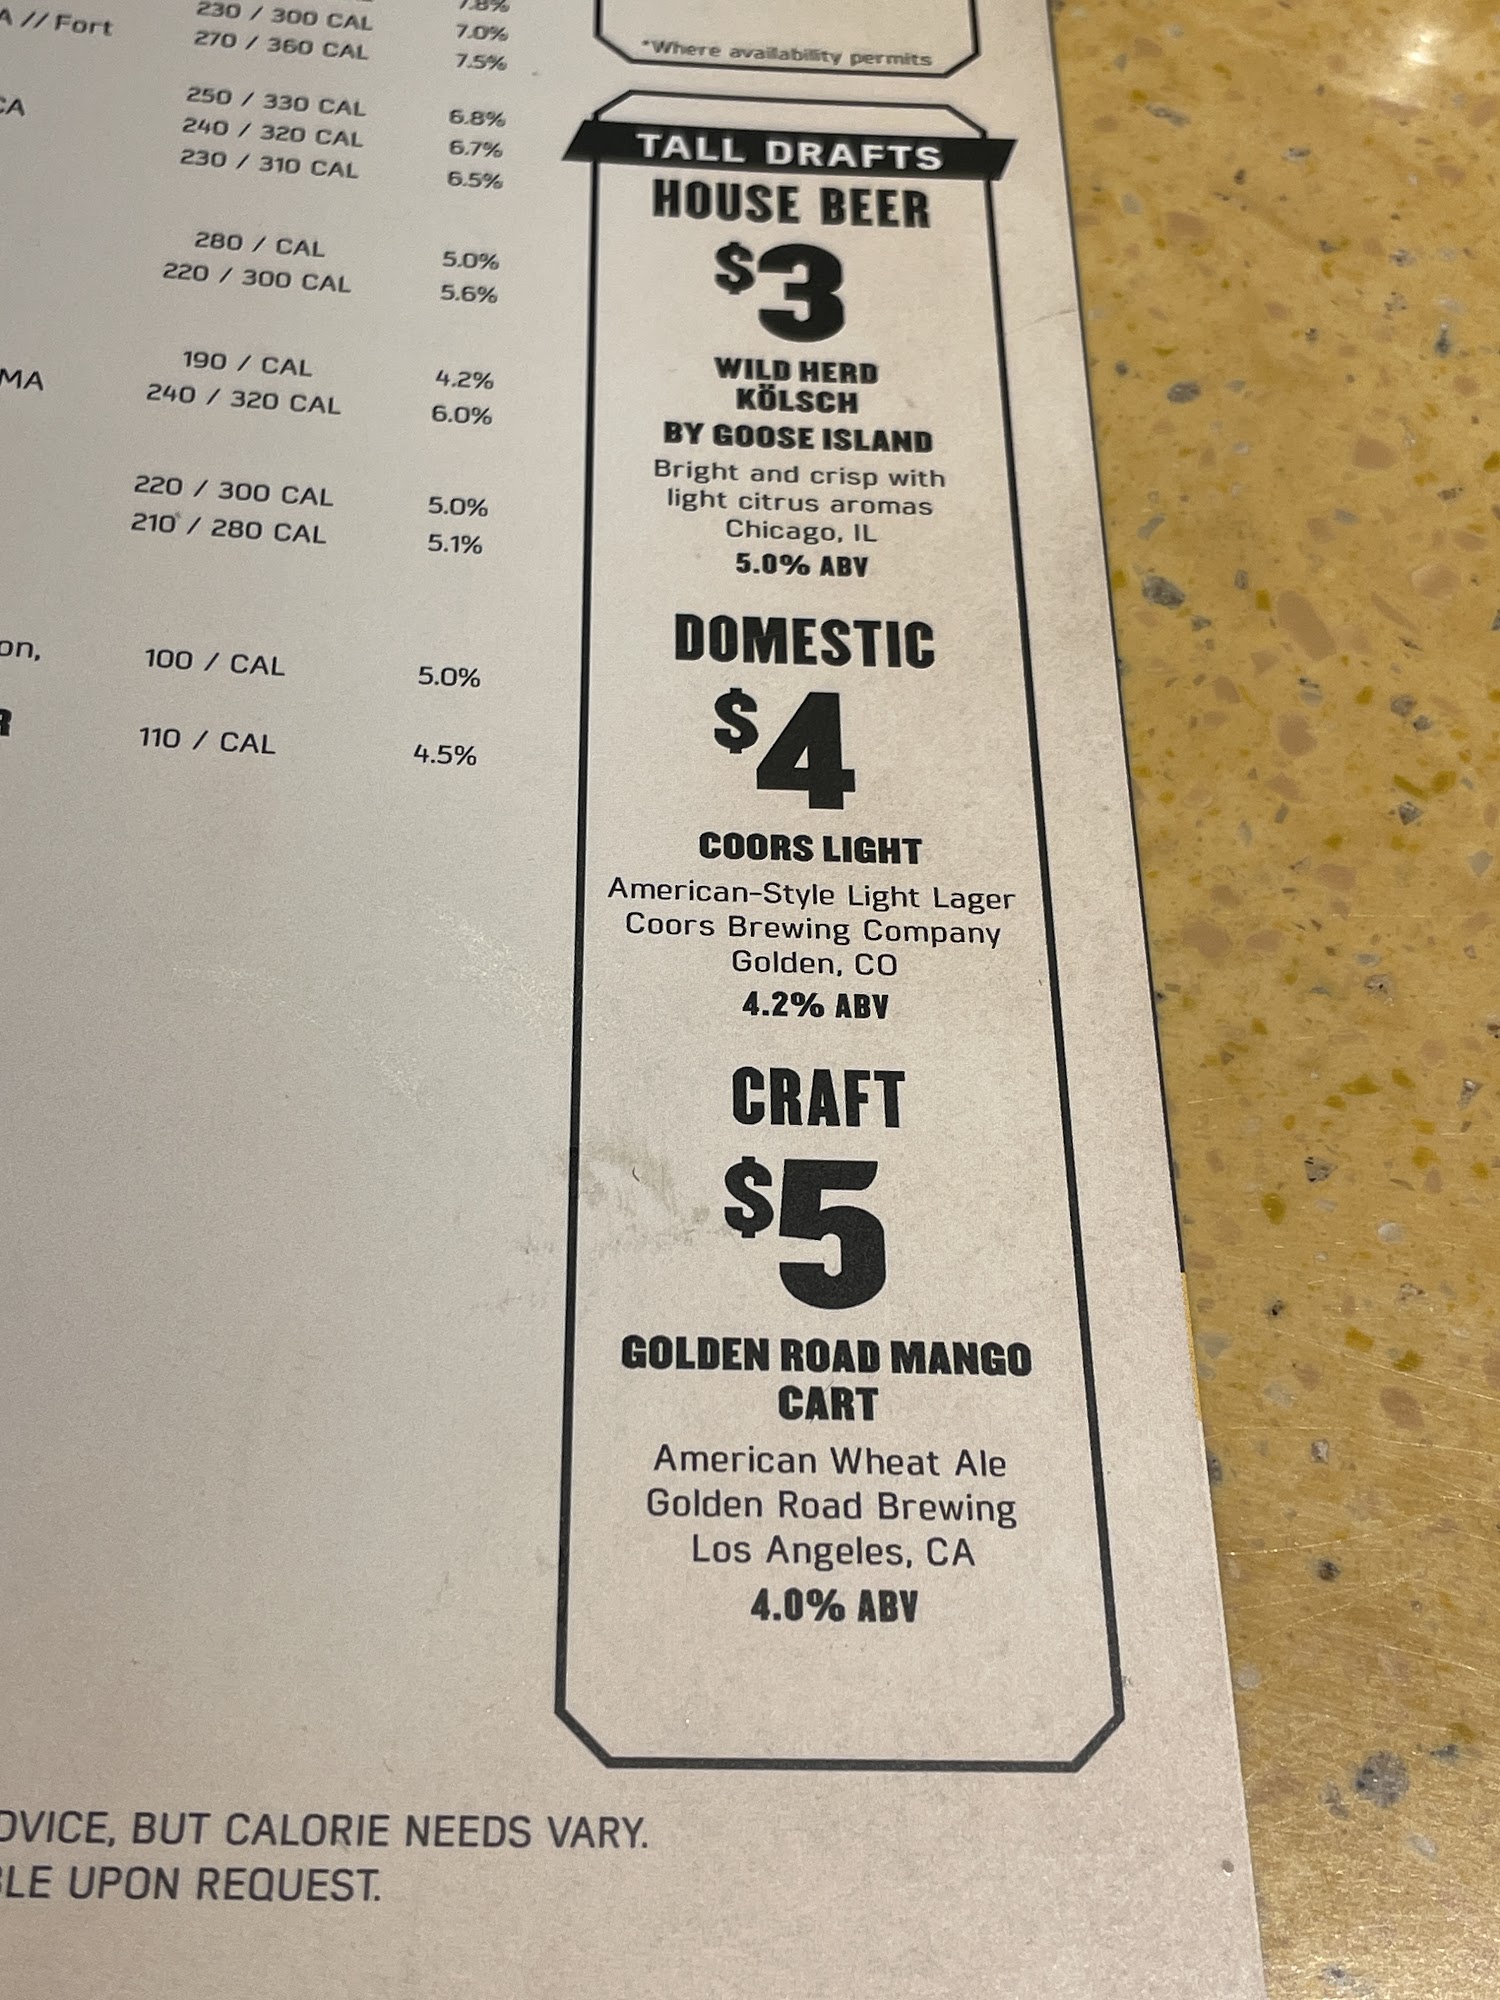 A // Fort
230 / 300 CAL 7.0%
270 / 360 CAL 7.5%
CA
250 / 330 CAL 6.8%
240 / 320 CAL 6.7%
230 / 310 CAL 6.5%
280 / CAL 5.0%
220 / 300 CAL 5.6%
190 / CAL 4.2%
MA 240 / 320 CAL 6.0%
220 / 300 CAL 5.0%
210 / 280 CAL 5.1%
on, 100 / CAL 5.0%
R 110 / CAL 4.5%
*Where availability permits
TALL DRAFTS
HOUSE BEER
$3
WILD HERD
KÖLSCH
BY GOOSE ISLAND
Bright and crisp with
light citrus aromas
Chicago, IL
5.0% ABV
DOMESTIC
$4
COORS LIGHT
American-Style Light Lager
Coors Brewing Company
Golden, CO
4.2% ABV
CRAFT
$5
GOLDEN ROAD MANGO
CART
American Wheat Ale
Golden Road Brewing
Los Angeles, CA
4.0% ABV
DVICE, BUT CALORIE NEEDS VARY.
LE UPON REQUEST.